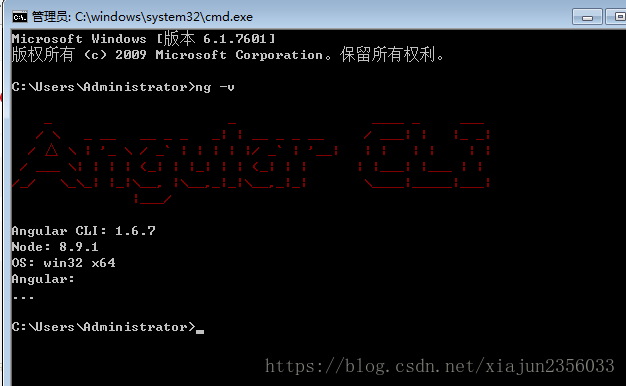 管理员: C:\windows\system32\cmd.exe
Microsoft Windows [版本 6.1.7601]
版权所有 (c) 2009 Microsoft Corporation。保留所有权利。
C:\Users\Administrator>ng -v
Angular CLI
Angular CLI: 1.6.7
Node: 8.9.1
OS: win32 x64
Angular:
...
C:\Users\Administrator>_
https://blog.csdn.net/xiajun2356033